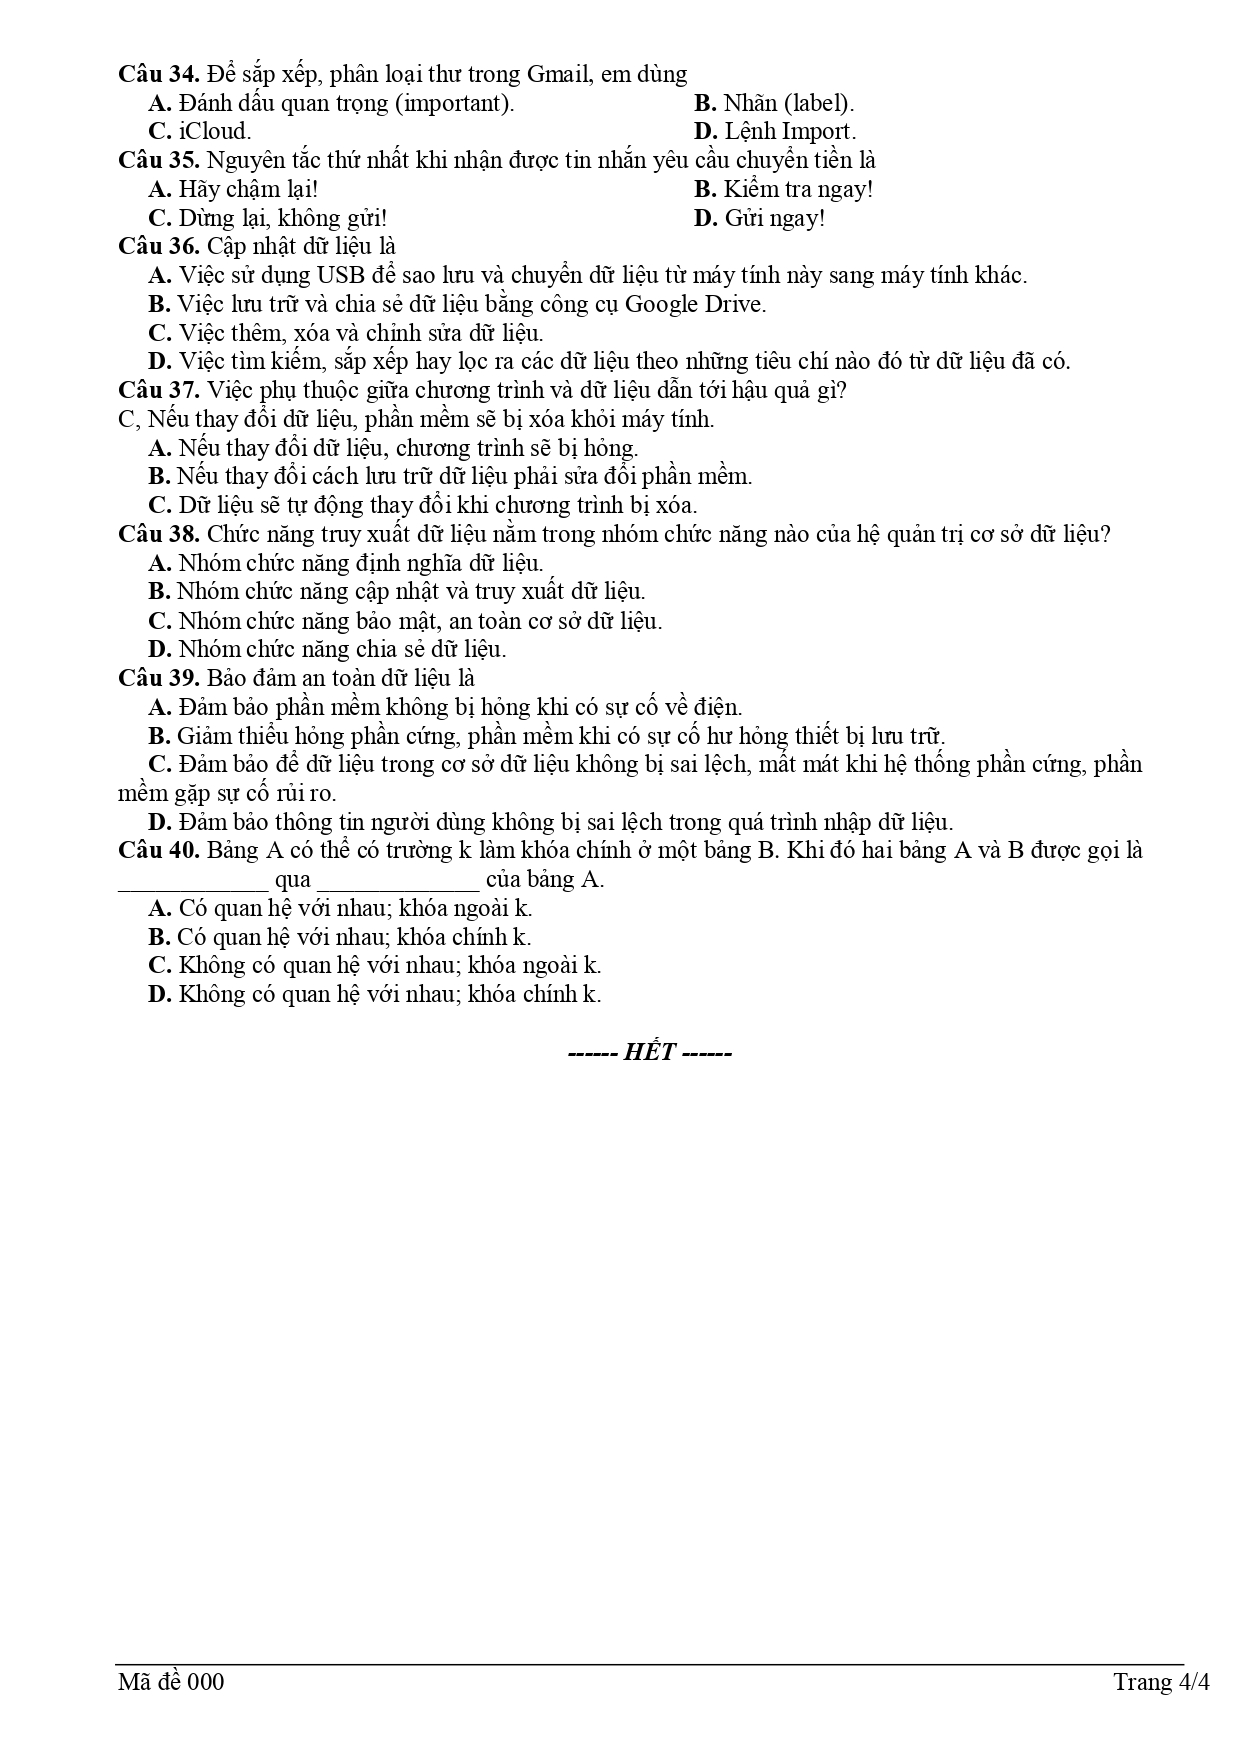 Câu 34. Để sắp xếp, phân loại thư trong Gmail, em dùng
A. Đánh dấu quan trọng (important). B. Nhãn (label).
C. iCloud. D. Lệnh Import.
Câu 35. Nguyên tắc thứ nhất khi nhận được tin nhắn yêu cầu chuyển tiền là
A. Hãy chậm lại! B. Kiểm tra ngay!
C. Dừng lại, không gửi! D. Gửi ngay!
Câu 36. Cập nhật dữ liệu là
A. Việc sử dụng USB để sao lưu và chuyển dữ liệu từ máy tính này sang máy tính khác.
B. Việc lưu trữ và chia sẻ dữ liệu bằng công cụ Google Drive.
C. Việc thêm, xóa và chỉnh sửa dữ liệu.
D. Việc tìm kiếm, sắp xếp hay lọc ra các dữ liệu theo những tiêu chí nào đó từ dữ liệu đã có.
Câu 37. Việc phụ thuộc giữa chương trình và dữ liệu dẫn tới hậu quả gì?
C, Nếu thay đổi dữ liệu, phần mềm sẽ bị xóa khỏi máy tính.
A. Nếu thay đổi dữ liệu, chương trình sẽ bị hỏng.
B. Nếu thay đổi cách lưu trữ dữ liệu phải sửa đổi phần mềm.
C. Dữ liệu sẽ tự động thay đổi khi chương trình bị xóa.
Câu 38. Chức năng truy xuất dữ liệu nằm trong nhóm chức năng nào của hệ quản trị cơ sở dữ liệu?
A. Nhóm chức năng định nghĩa dữ liệu.
B. Nhóm chức năng cập nhật và truy xuất dữ liệu.
C. Nhóm chức năng bảo mật, an toàn cơ sở dữ liệu.
D. Nhóm chức năng chia sẻ dữ liệu.
Câu 39. Bảo đảm an toàn dữ liệu là
A. Đảm bảo phần mềm không bị hỏng khi có sự cố về điện.
B. Giảm thiểu hỏng phần cứng, phần mềm khi có sự cố hư hỏng thiết bị lưu trữ.
C. Đảm bảo để dữ liệu trong cơ sở dữ liệu không bị sai lệch, mất mát khi hệ thống phần cứng, phần
mềm gặp sự cố rủi ro.
D. Đảm bảo thông tin người dùng không bị sai lệch trong quá trình nhập dữ liệu.
Câu 40. Bảng A có thể có trường k làm khóa chính ở một bảng B. Khi đó hai bảng A và B được gọi là
____________ qua _____________ của bảng A.
A. Có quan hệ với nhau; khóa ngoài k.
B. Có quan hệ với nhau; khóa chính k.
C. Không có quan hệ với nhau; khóa ngoài k.
D. Không có quan hệ với nhau; khóa chính k.
------ HẾT ------
Mã đề 000 Trang 4/4